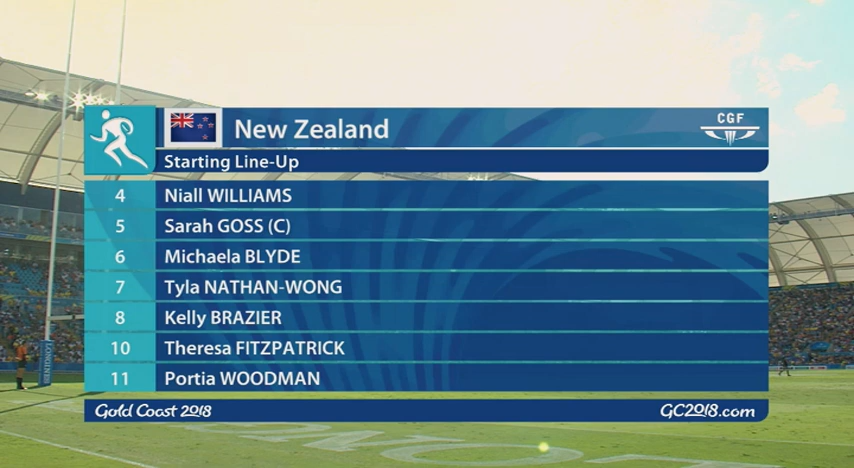 New Zealand
CGF
Starting Line-Up
4 Niall WILLIAMS
5 Sarah GOSS (C)
6 Michaela BLYDE
7 Tyla NATHAN-WONG
8 Kelly BRAZIER
10 Theresa FITZPATRICK
11 Portia WOODMAN
Gold Coast 2018
GC2018.com
LONGINES